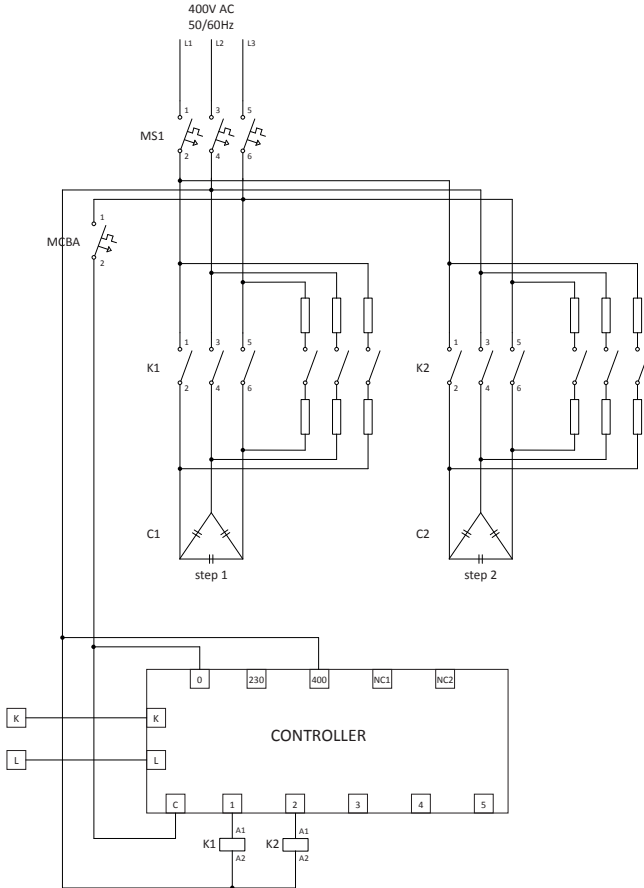 400V AC
50/60Hz
L1 L2 L3
1 3 5
MS1
2 4 6
1
MCBA
2
1 3 5 1 3 5
K1 K2
2 4 6 2 4 6
C1 C2
step 1 step 2
0 230 400 NC1 NC2
K K
CONTROLLER
L L
C 1 2 3 4 5
A1 A1
K1 K2
A2 A2